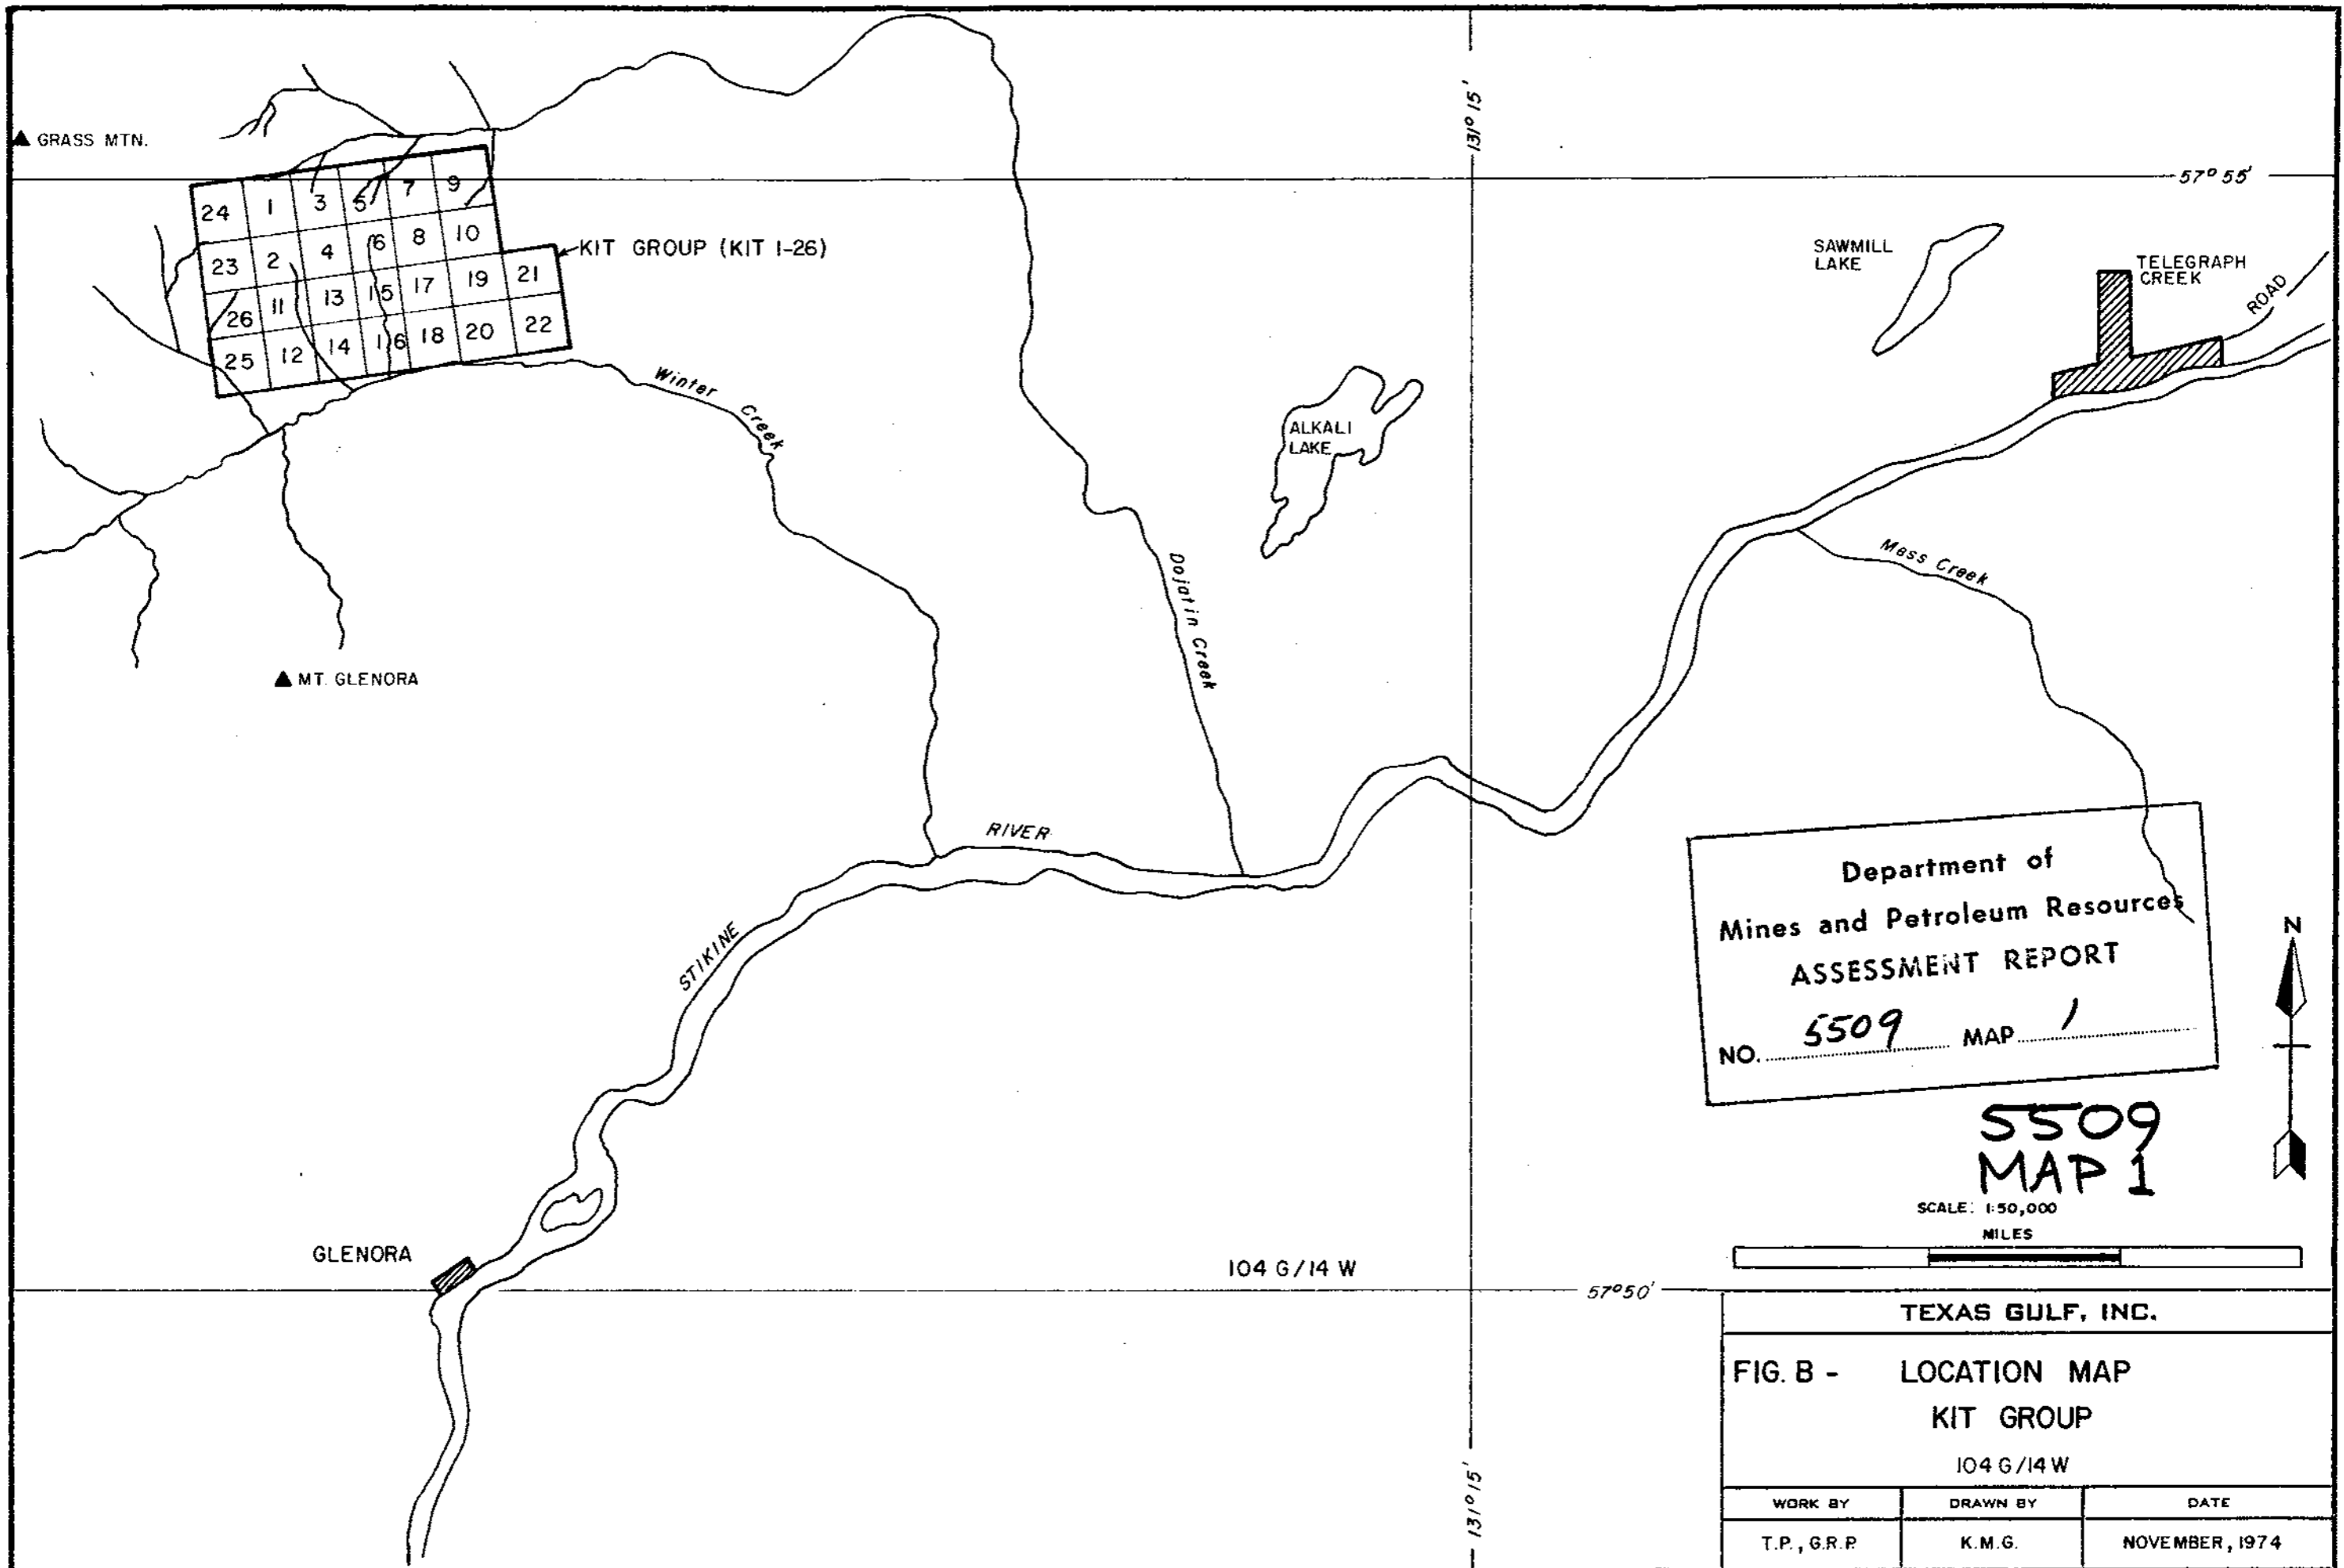 GRASS MTN.
131° 15'
57° 55'
24 1 3 5 7 9
23 2 4 6 8 10
26 11 13 15 17 19 21
25 12 14 16 18 20 22
KIT GROUP (KIT 1-26)
SAWMILL
LAKE
TELEGRAPH
CREEK
ROAD
Winter Creek
ALKALI
LAKE
Dojatin Creek
Mess Creek
MT. GLENORA
STIKINE RIVER
Department of
Mines and Petroleum Resources
ASSESSMENT REPORT
NO. 5509 MAP 1
N
5509
MAP 1
SCALE: 1:50,000
MILES
GLENORA
104 G/14 W
57° 50'
131° 15'
TEXAS GULF, INC.
FIG. B - LOCATION MAP
KIT GROUP
104 G/14 W
WORK BY DRAWN BY DATE
T.P., G.R.P. K.M.G. NOVEMBER, 1974